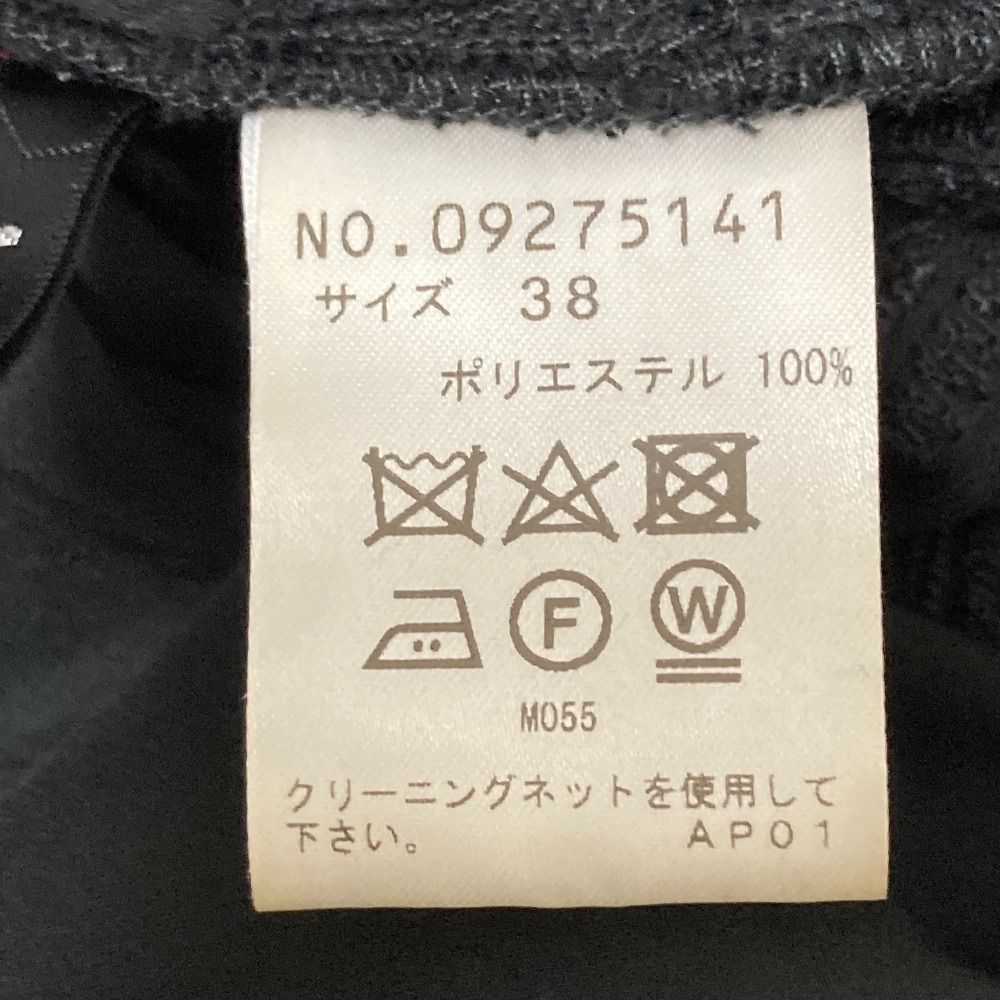 NO.09275141
サイズ 38
ポリエステル 100%
F W
M055
クリーニングネットを使用して
下さい。 AP01